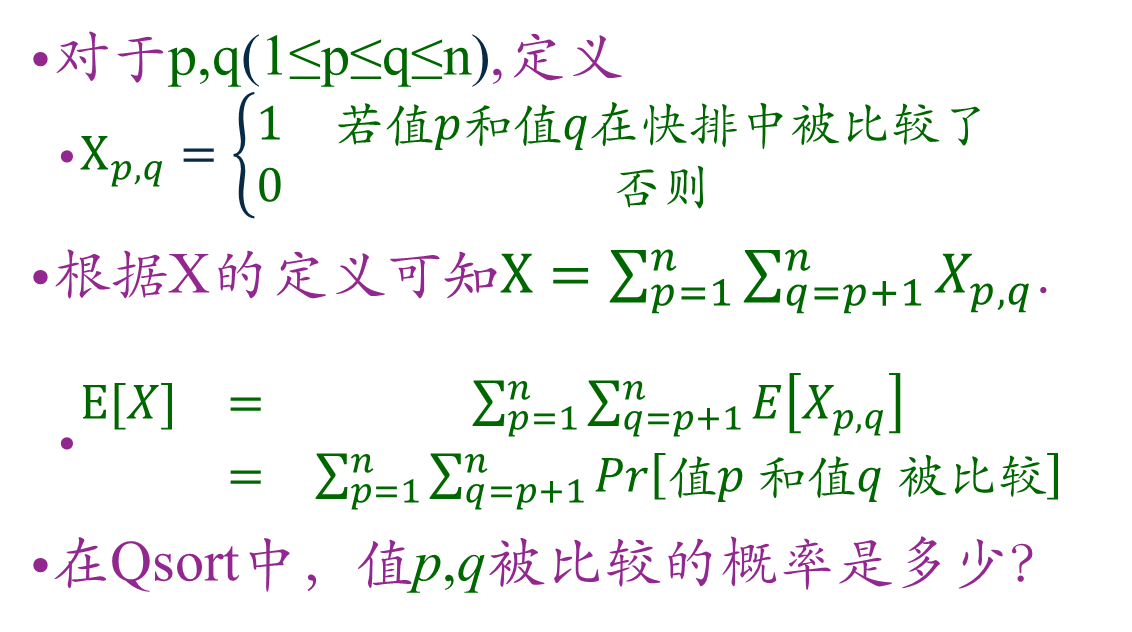 •对于p,q(1≤p≤q≤n),定义
•X_{p,q} = { 1 若值p和值q在快排中被比较了
0 否则
•根据X的定义可知X = ∑_{p=1}^{n} ∑_{q=p+1}^{n} X_{p,q}.
•E[X] = ∑_{p=1}^{n} ∑_{q=p+1}^{n} E[X_{p,q}]
= ∑_{p=1}^{n} ∑_{q=p+1}^{n} Pr[值p 和值q 被比较]
•在Qsort中，值p,q被比较的概率是多少?